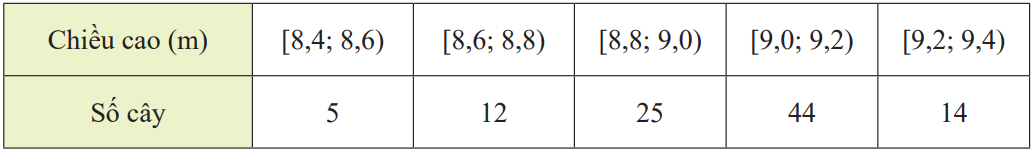 Chiều cao (m) [8,4; 8,6) [8,6; 8,8) [8,8; 9,0) [9,0; 9,2) [9,2; 9,4)
Số cây 5 12 25 44 14